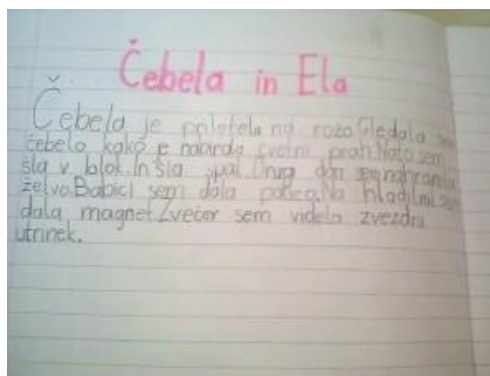 Čebela in Ela
Čebela je poletela na rožo. Gledala sem
čebelo kako je nabirala cvetni prah. Nato sem
šla v blok. In šla spat. Drug dan sem nahranila
želvo. Babici sem dala potico. Na hladilnik sem
dala magnet. Zvečer sem videla zvezdni
utrinek.